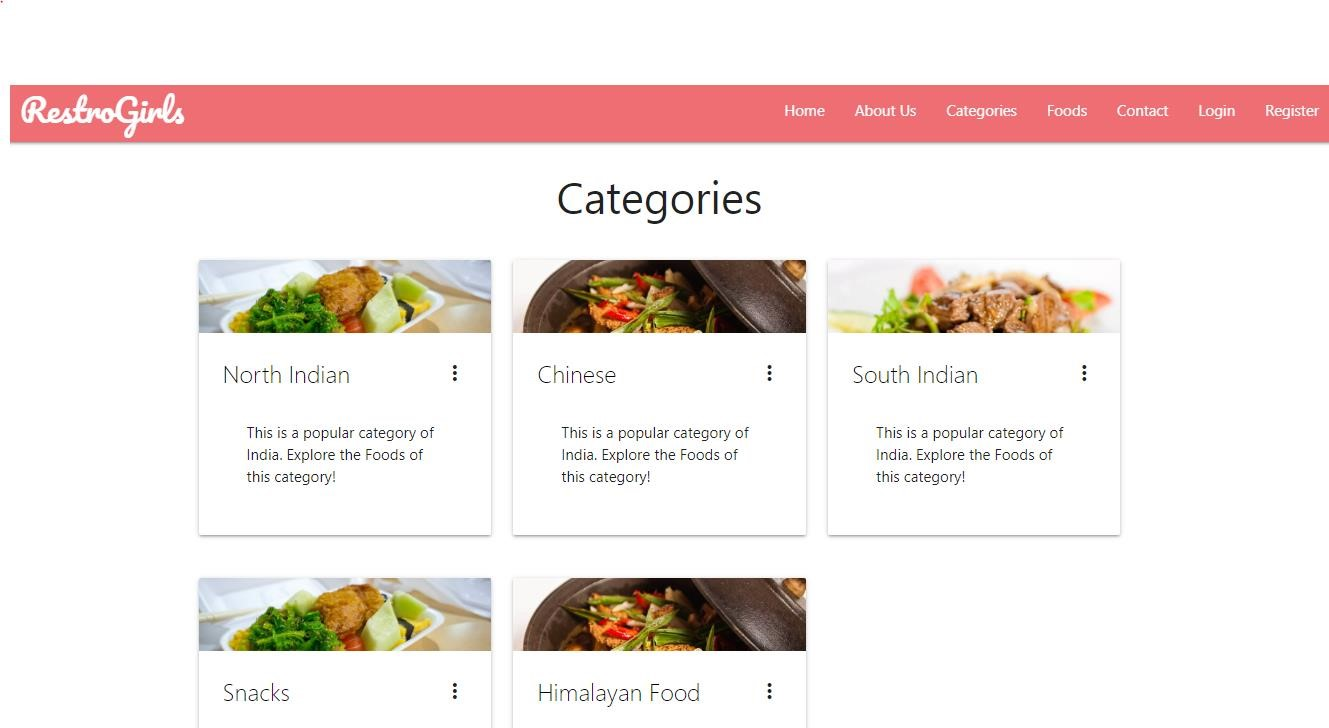 RestroGirls
Home About Us Categories Foods Contact Login Register
Categories
North Indian
This is a popular category of
India. Explore the Foods of
this category!
Chinese
This is a popular category of
India. Explore the Foods of
this category!
South Indian
This is a popular category of
India. Explore the Foods of
this category!
Snacks
Himalayan Food